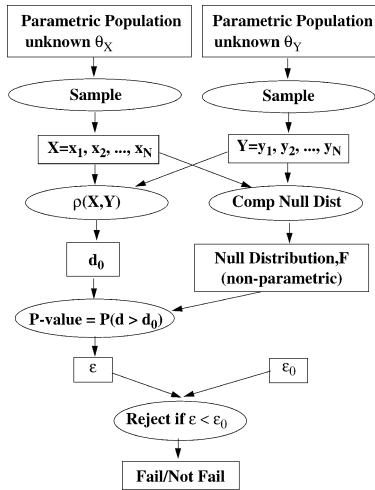 Parametric Population
unknown θX
Parametric Population
unknown θY
Sample
Sample
X=x1, x2, ..., xN
Y=y1, y2, ..., yN
ρ(X,Y)
Comp Null Dist
d0
Null Distribution,F
(non-parametric)
P-value = P(d > d0)
ε
ε0
Reject if ε < ε0
Fail/Not Fail